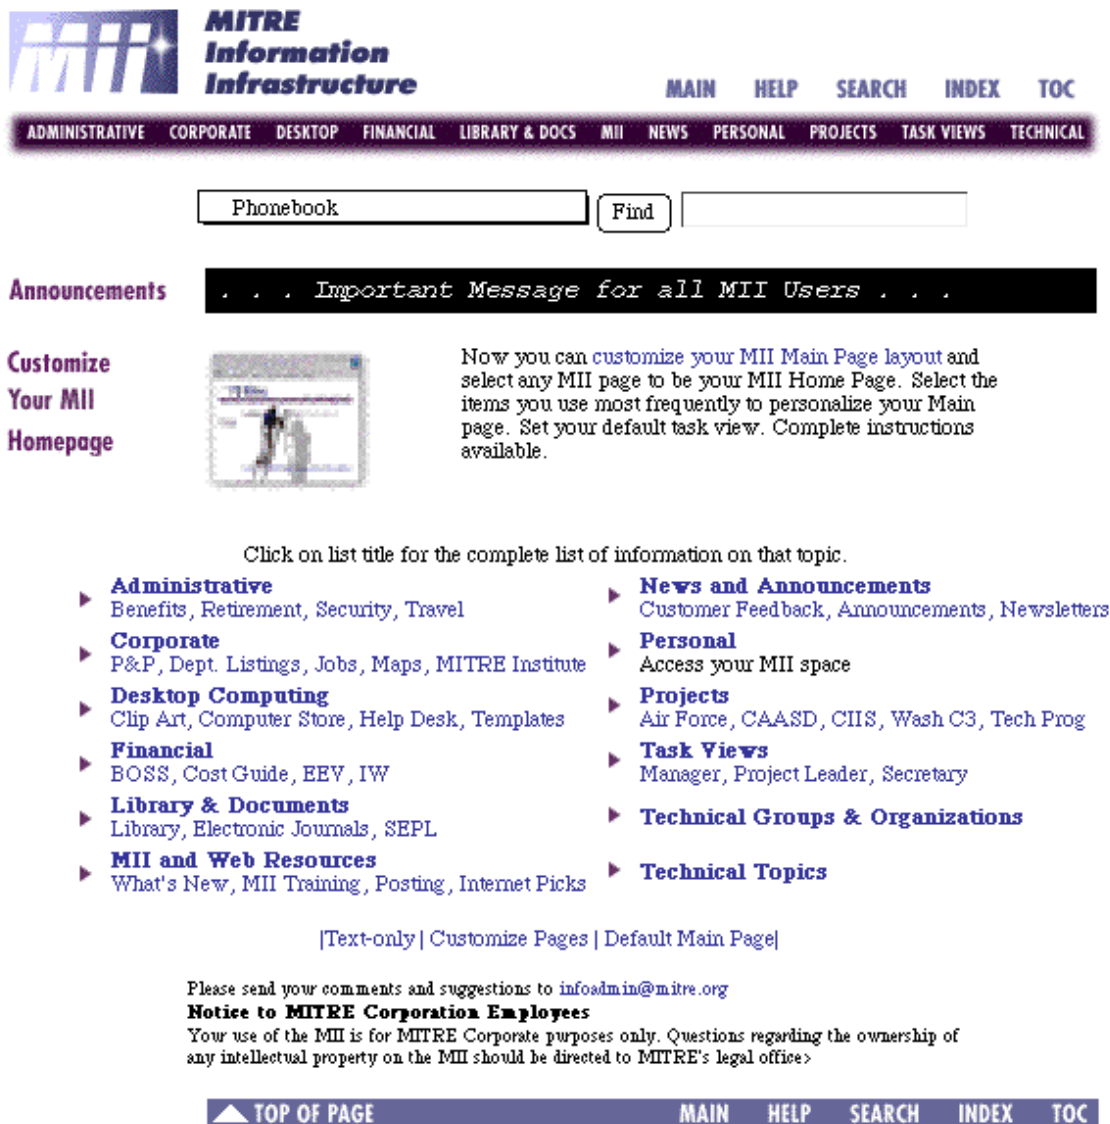 MII
MITRE
Information
Infrastructure
MAIN HELP SEARCH INDEX TOC
ADMINISTRATIVE CORPORATE DESKTOP FINANCIAL LIBRARY & DOCS MII NEWS PERSONAL PROJECTS TASK VIEWS TECHNICAL
Phonebook Find
Announcements . . . Important Message for all MII Users . . .
Customize
Your MII
Homepage
Now you can customize your MII Main Page layout and
select any MII page to be your MII Home Page. Select the
items you use most frequently to personalize your Main
page. Set your default task view. Complete instructions
available.
Click on list title for the complete list of information on that topic.
Administrative
Benefits, Retirement, Security, Travel
Corporate
P&P, Dept. Listings, Jobs, Maps, MITRE Institute
Desktop Computing
Clip Art, Computer Store, Help Desk, Templates
Financial
BOSS, Cost Guide, EEV, IW
Library & Documents
Library, Electronic Journals, SEPL
MII and Web Resources
What's New, MII Training, Posting, Internet Picks
News and Announcements
Customer Feedback, Announcements, Newsletters
Personal
Access your MII space
Projects
Air Force, CAASD, CIIS, Wash C3, Tech Prog
Task Views
Manager, Project Leader, Secretary
Technical Groups & Organizations
Technical Topics
|Text-only | Customize Pages | Default Main Page|
Please send your comments and suggestions to infoadmin@mitre.org
Notice to MITRE Corporation Employees
Your use of the MII is for MITRE Corporate purposes only. Questions regarding the ownership of
any intellectual property on the MII should be directed to MITRE's legal office>
TOP OF PAGE MAIN HELP SEARCH INDEX TOC